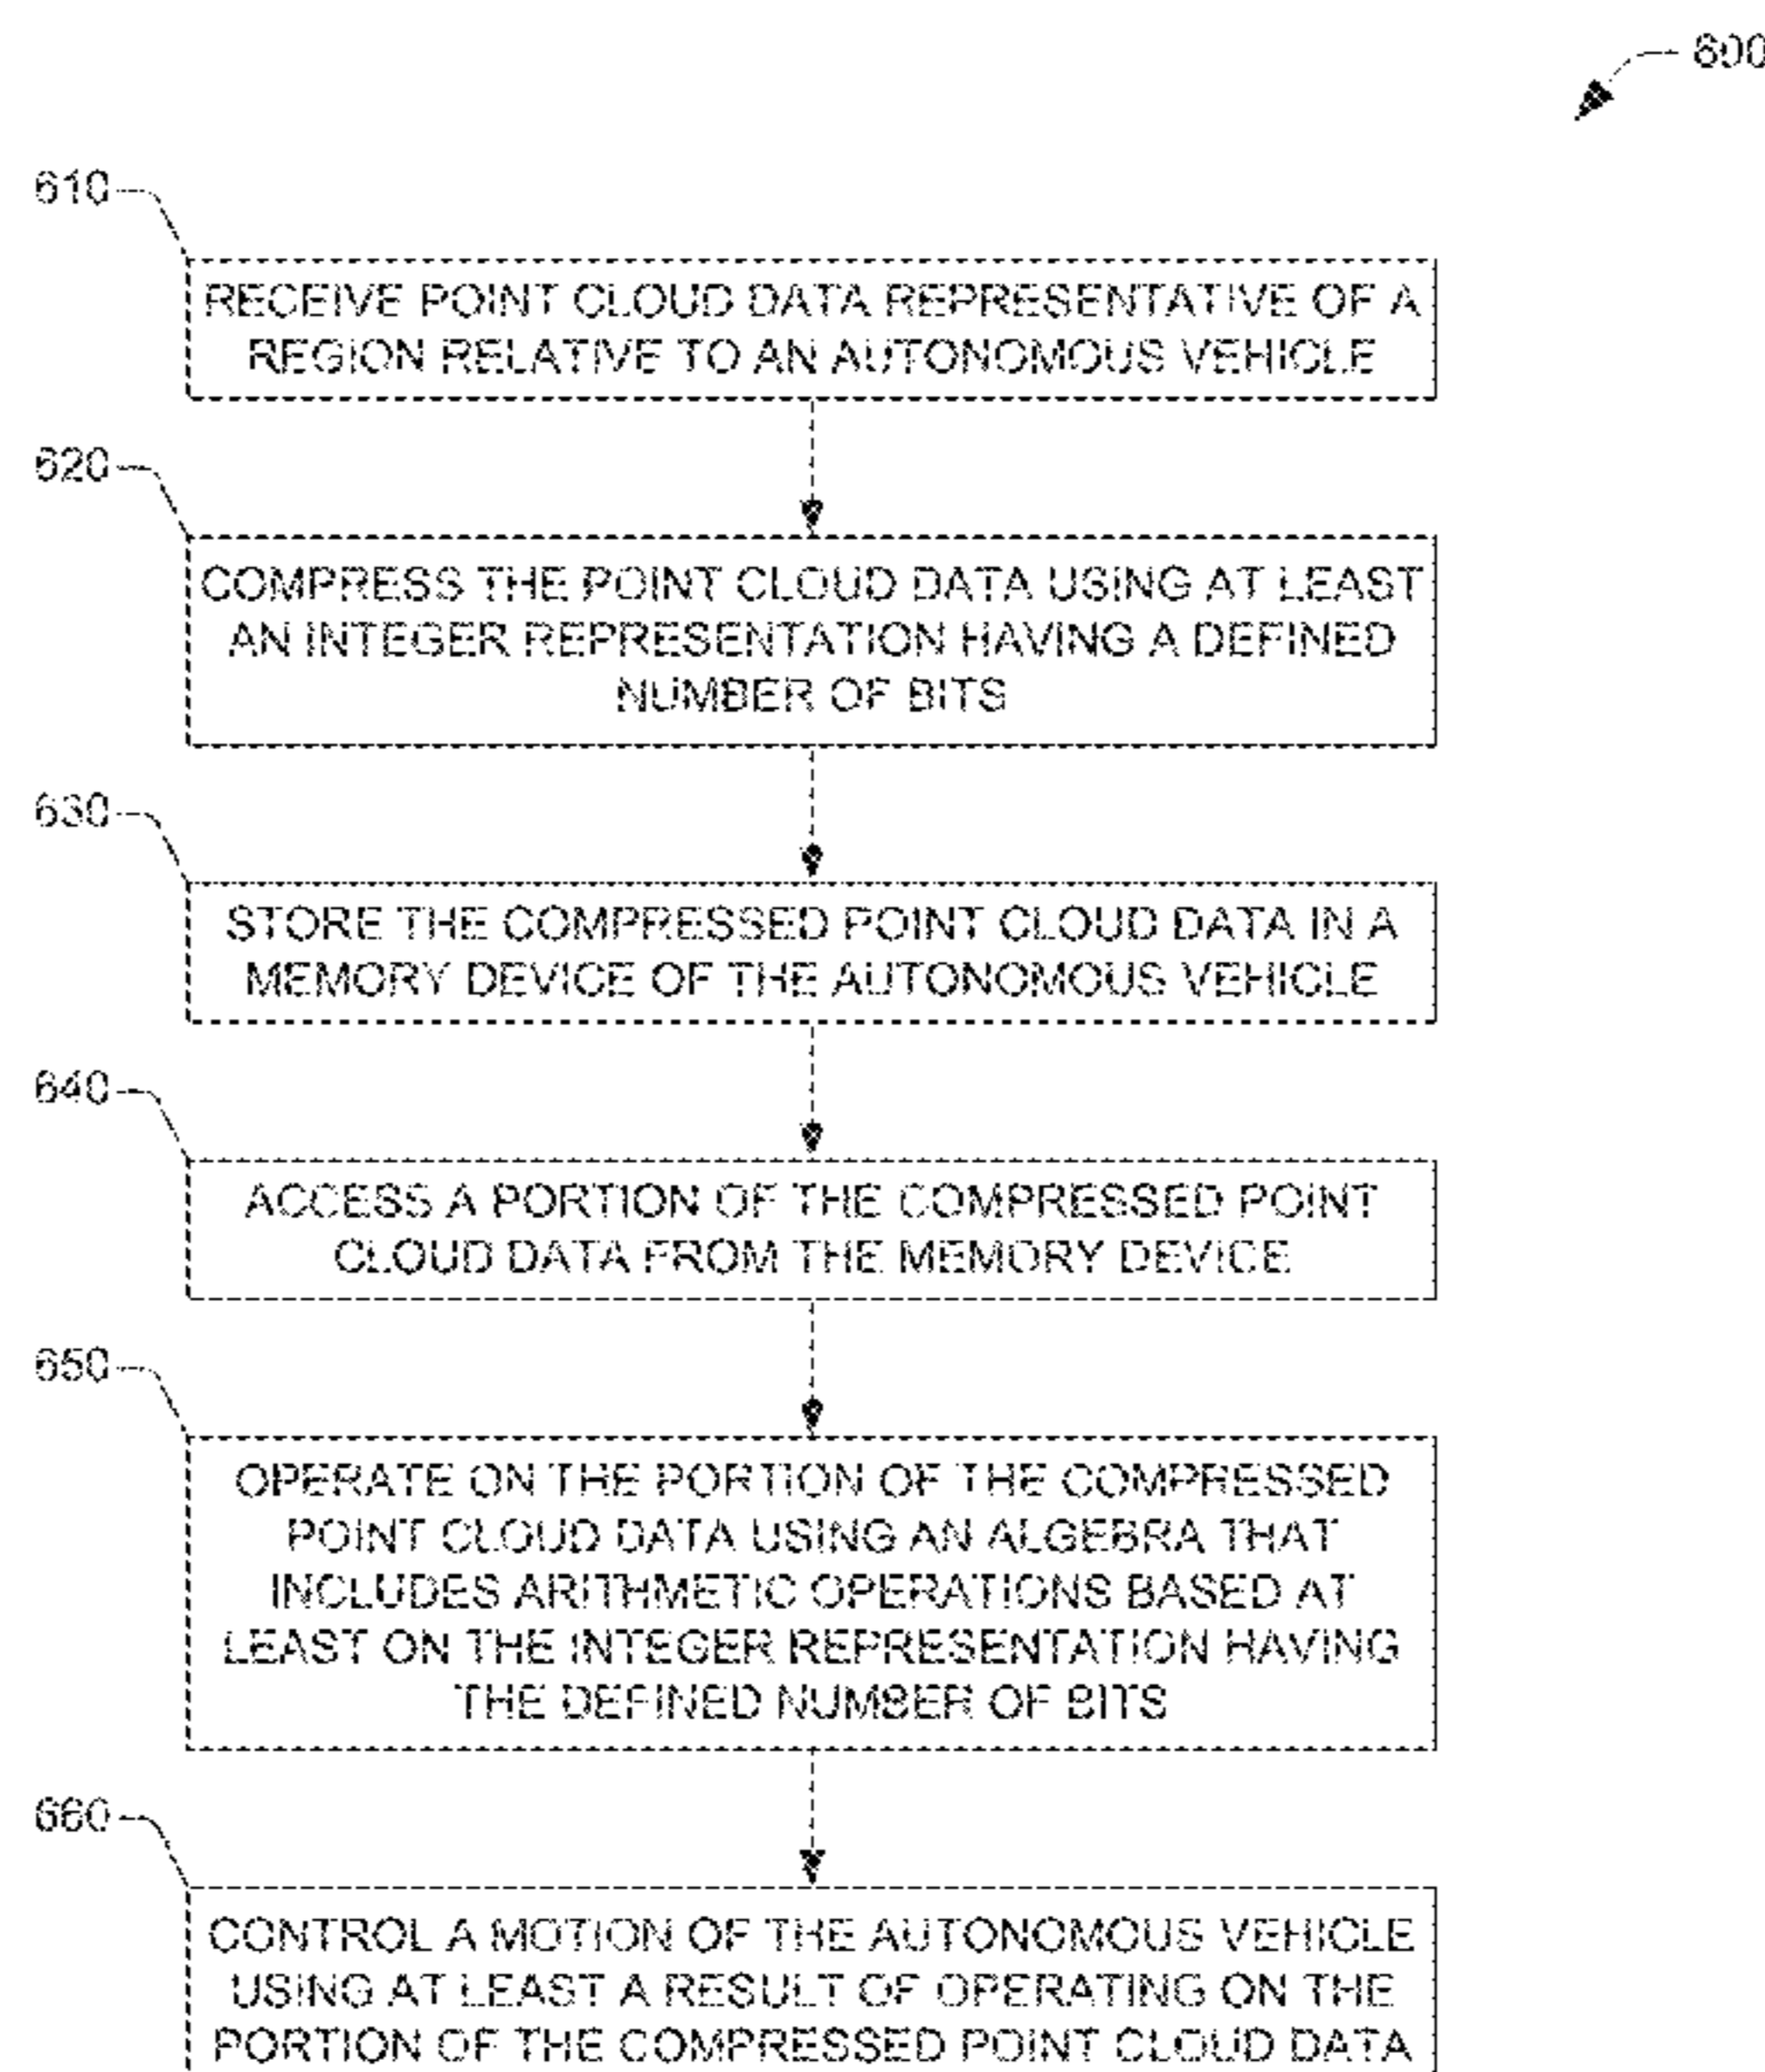 600
610
RECEIVE POINT CLOUD DATA REPRESENTATIVE OF A
REGION RELATIVE TO AN AUTONOMOUS VEHICLE
620
COMPRESS THE POINT CLOUD DATA USING AT LEAST
AN INTEGER REPRESENTATION HAVING A DEFINED
NUMBER OF BITS
630
STORE THE COMPRESSED POINT CLOUD DATA IN A
MEMORY DEVICE OF THE AUTONOMOUS VEHICLE
640
ACCESS A PORTION OF THE COMPRESSED POINT
CLOUD DATA FROM THE MEMORY DEVICE
650
OPERATE ON THE PORTION OF THE COMPRESSED
POINT CLOUD DATA USING AN ALGEBRA THAT
INCLUDES ARITHMETIC OPERATIONS BASED AT
LEAST ON THE INTEGER REPRESENTATION HAVING
THE DEFINED NUMBER OF BITS
660
CONTROL A MOTION OF THE AUTONOMOUS VEHICLE
USING AT LEAST A RESULT OF OPERATING ON THE
PORTION OF THE COMPRESSED POINT CLOUD DATA